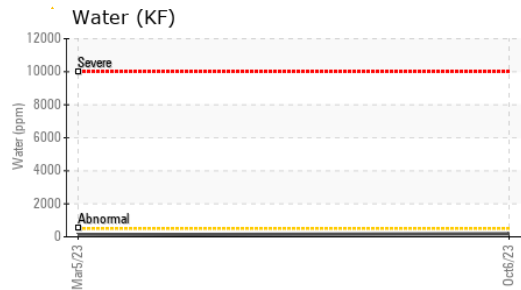 Water (KF)
12000
Severe
10000
8000
Water (ppm)
6000
4000
2000
Abnormal
0
Mar5/23
Oct6/23